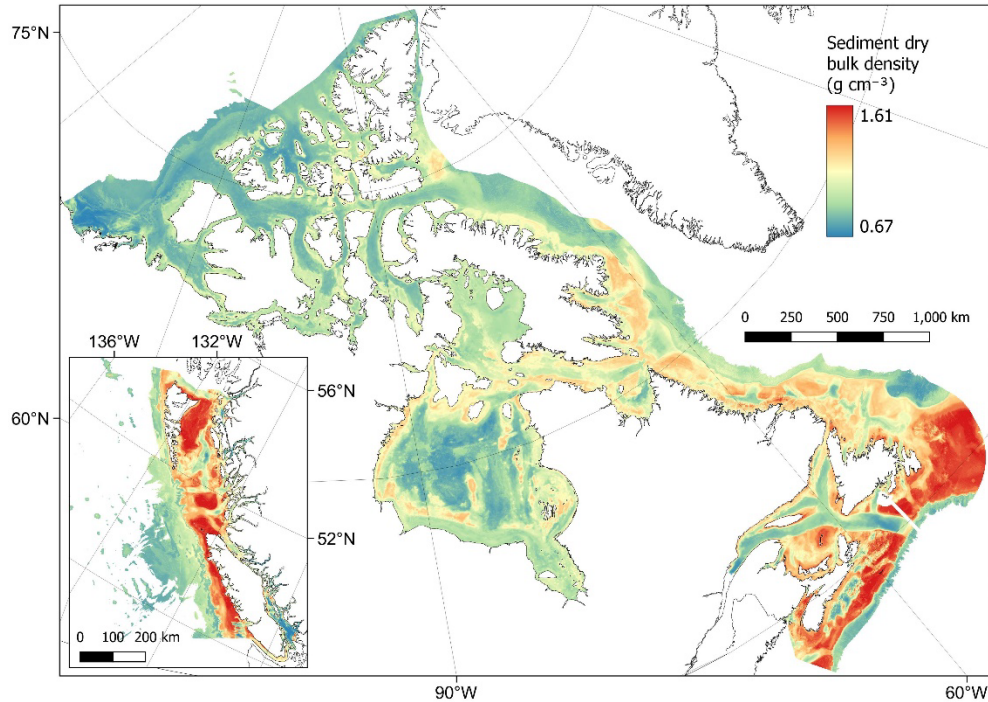 75°N
Sediment dry
bulk density
(g cm⁻³)
1.61
0.67
0 250 500 750 1,000 km
136°W 132°W
56°N
60°N
52°N
0 100 200 km
90°W 60°W